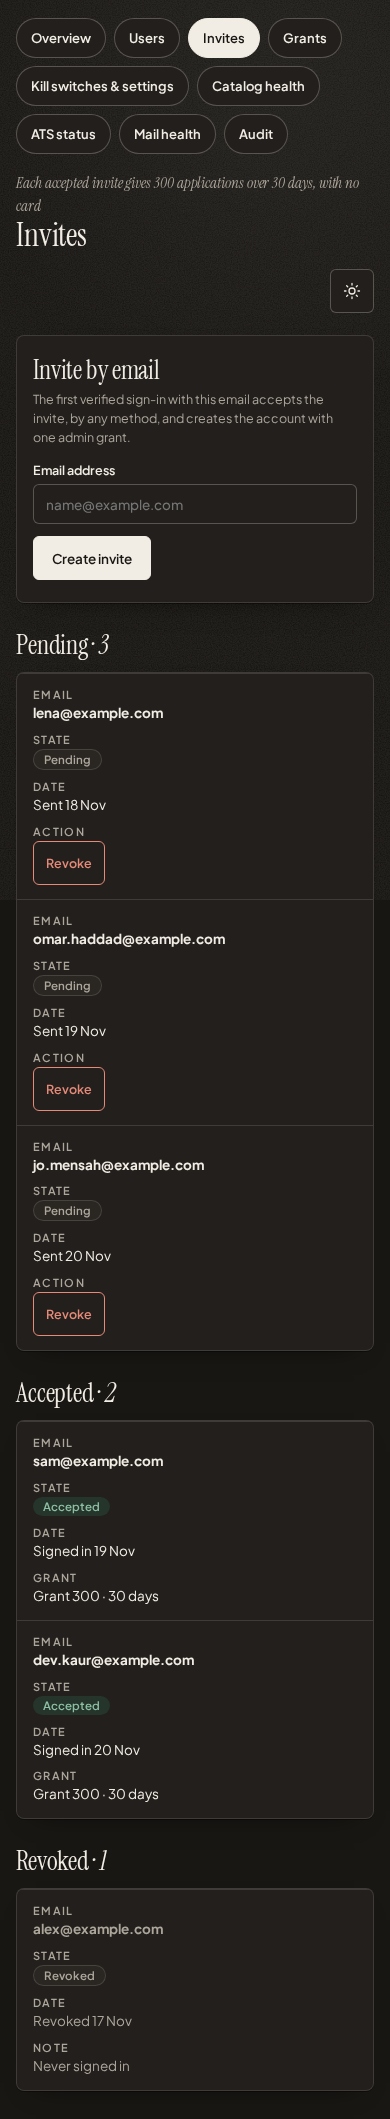 Overview
Users
Invites
Grants
Kill switches & settings
Catalog health
ATS status
Mail health
Audit
Each accepted invite gives 300 applications over 30 days, with no
card
Invites
Invite by email
The first verified sign-in with this email accepts the
invite, by any method, and creates the account with
one admin grant.
Email address
name@example.com
Create invite
Pending · 3
EMAIL
lena@example.com
STATE
Pending
DATE
Sent 18 Nov
ACTION
Revoke
EMAIL
omar.haddad@example.com
STATE
Pending
DATE
Sent 19 Nov
ACTION
Revoke
EMAIL
jo.mensah@example.com
STATE
Pending
DATE
Sent 20 Nov
ACTION
Revoke
Accepted · 2
EMAIL
sam@example.com
STATE
Accepted
DATE
Signed in 19 Nov
GRANT
Grant 300 · 30 days
EMAIL
dev.kaur@example.com
STATE
Accepted
DATE
Signed in 20 Nov
GRANT
Grant 300 · 30 days
Revoked · 1
EMAIL
alex@example.com
STATE
Revoked
DATE
Revoked 17 Nov
NOTE
Never signed in